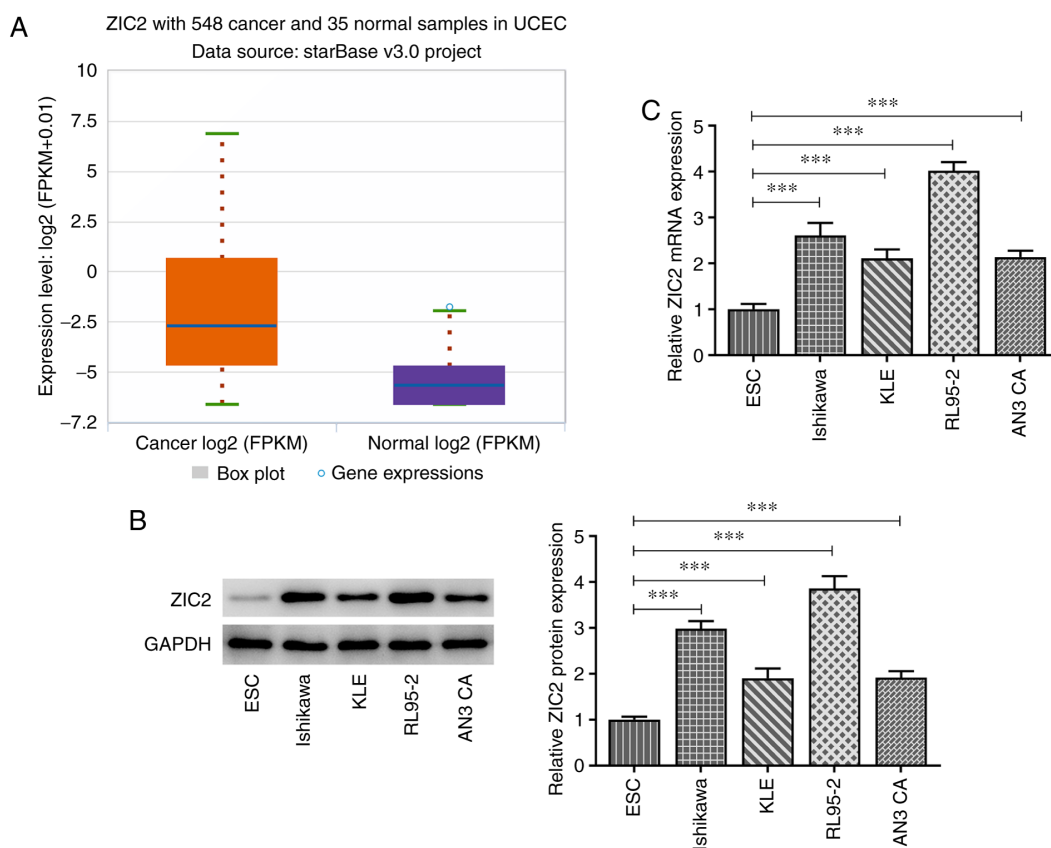 A
ZIC2 with 548 cancer and 35 normal samples in UCEC
Data source: starBase v3.0 project
Expression level: log2 (FPKM+0.01)
10
7.5
5
2.5
0
−2.5
−5
−7.2
Cancer log2 (FPKM)
Normal log2 (FPKM)
Box plot
Gene expressions
C
Relative ZIC2 mRNA expression
5
4
3
2
1
0
***
***
***
***
ESC
Ishikawa
KLE
RL95-2
AN3 CA
B
ZIC2
GAPDH
ESC
Ishikawa
KLE
RL95-2
AN3 CA
Relative ZIC2 protein expression
5
4
3
2
1
0
***
***
***
***
ESC
Ishikawa
KLE
RL95-2
AN3 CA